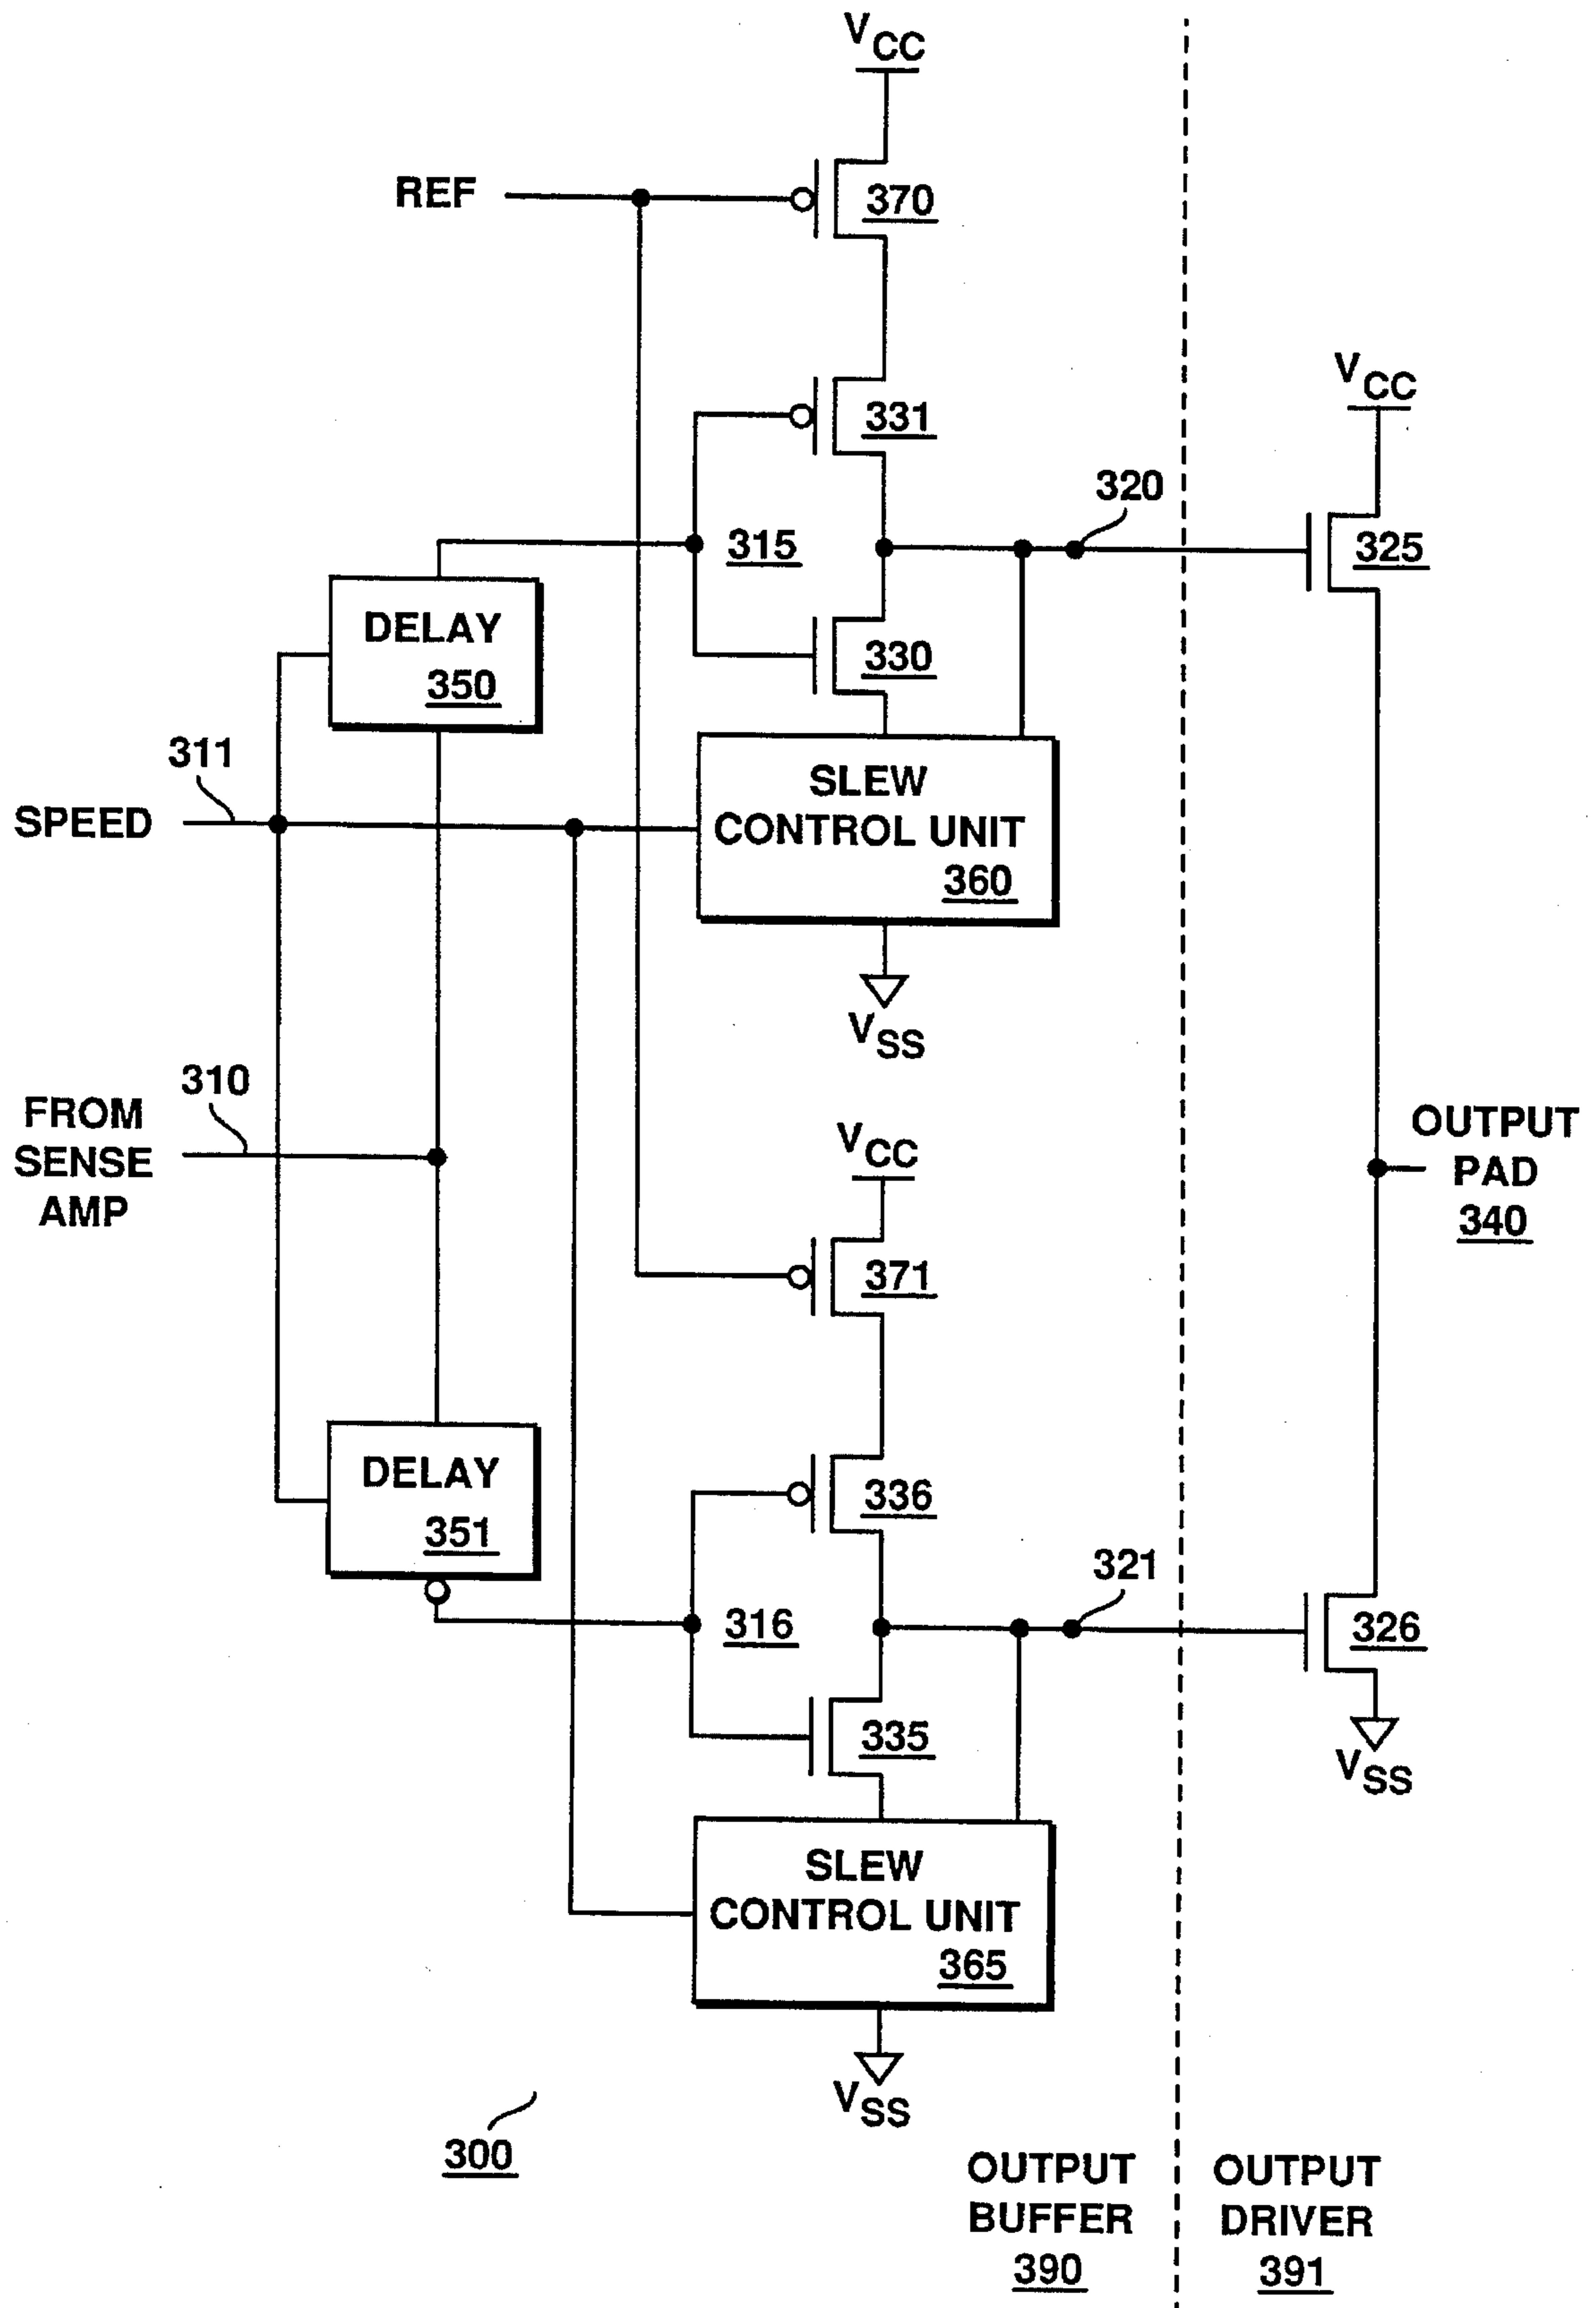 VCC
REF
370
VCC
331
320
315
325
DELAY
350
330
311
SPEED
SLEW
CONTROL UNIT
360
VSS
310
FROM
SENSE
AMP
VCC
OUTPUT
PAD
340
371
DELAY
351
336
321
316
326
335
VSS
SLEW
CONTROL UNIT
365
VSS
300
OUTPUT
BUFFER
390
OUTPUT
DRIVER
391